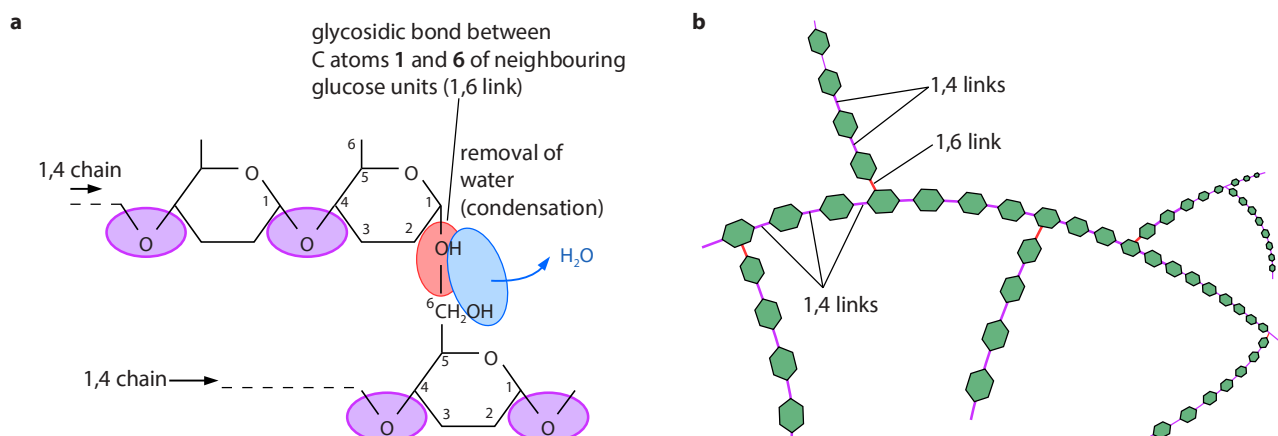 a
glycosidic bond between
C atoms 1 and 6 of neighbouring
glucose units (1,6 link)
removal of
water
(condensation)
1,4 chain
O
1
O
6
5
O
4
1
3
2
O
OH
H2O
6
CH2OH
1,4 chain
5
O
4
1
3
2
O
O
b
1,4 links
1,6 link
1,4 links